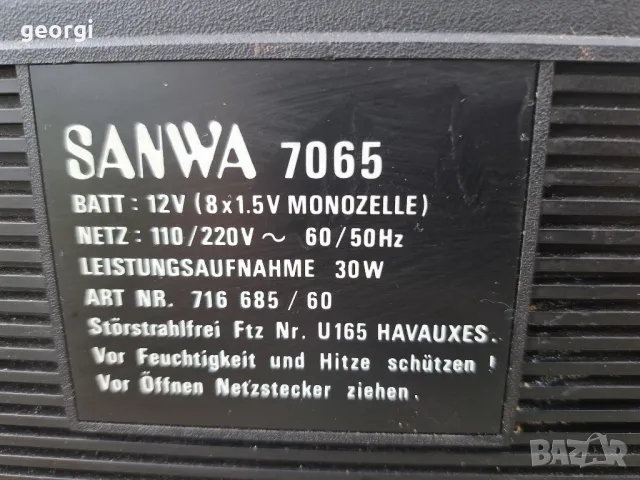 georgi
SANWA 7065
BATT : 12V (8x1.5V MONOZELLE)
NETZ : 110/220V ~ 60/50Hz
LEISTUNGSAUFNAHME 30W
ART NR. 716 685/60
Störstrahlfrei Ftz Nr. U165 HAVAUXES.
Vor Feuchtigkeit und Hitze schützen !
Vor Öffnen Netzstecker ziehen.
BAZAR